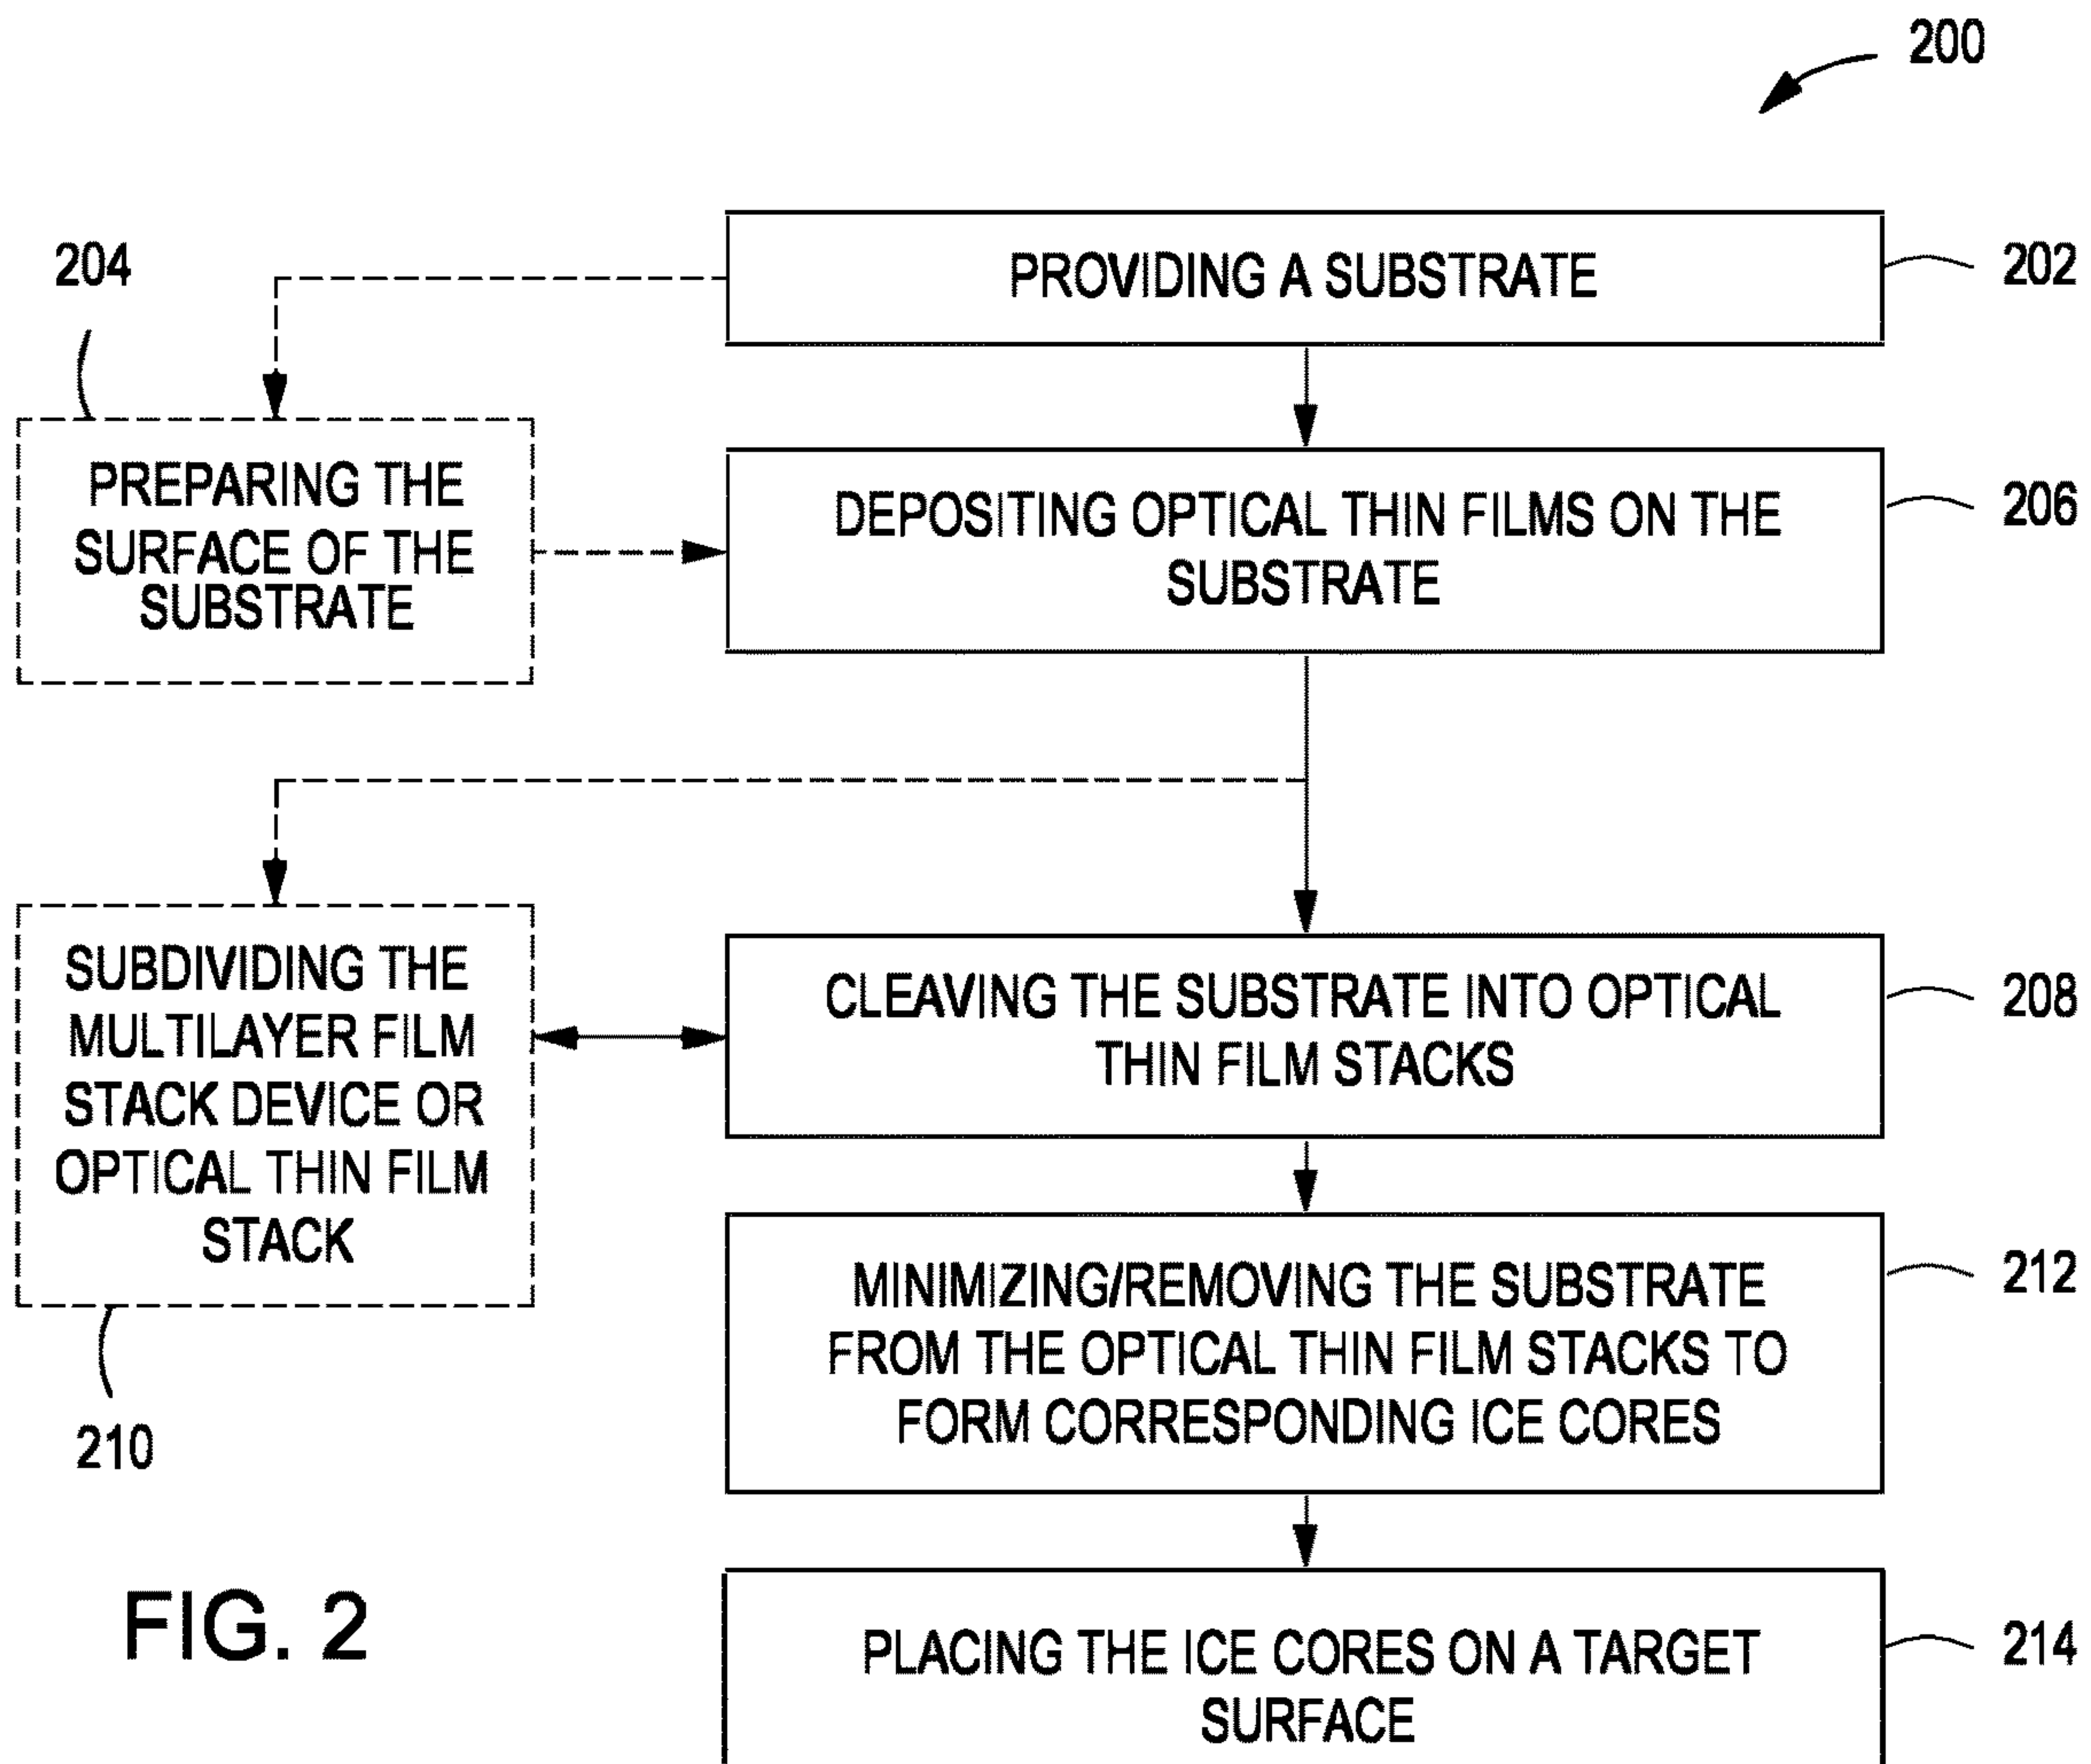 200
PROVIDING A SUBSTRATE
202
204
PREPARING THE
SURFACE OF THE
SUBSTRATE
DEPOSITING OPTICAL THIN FILMS ON THE
SUBSTRATE
206
SUBDIVIDING THE
MULTILAYER FILM
STACK DEVICE OR
OPTICAL THIN FILM
STACK
210
CLEAVING THE SUBSTRATE INTO OPTICAL
THIN FILM STACKS
208
MINIMIZING/REMOVING THE SUBSTRATE
FROM THE OPTICAL THIN FILM STACKS TO
FORM CORRESPONDING ICE CORES
212
PLACING THE ICE CORES ON A TARGET
SURFACE
214
FIG. 2